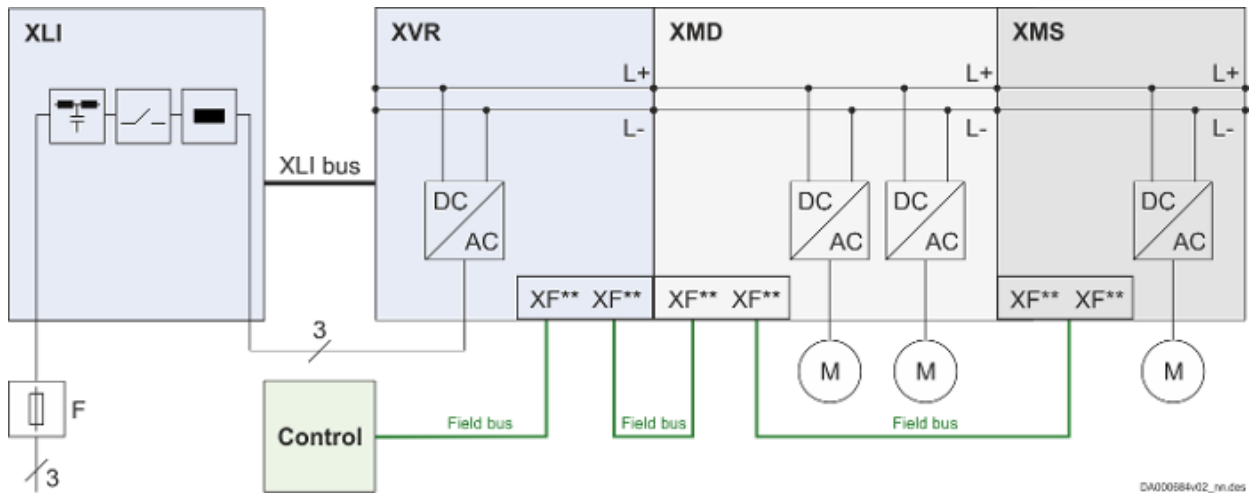 XLI
XVR
XMD
XMS
L+
L+
L+
L-
L-
L-
XLI bus
DC
AC
DC
AC
DC
AC
DC
AC
XF** XF**
XF** XF**
XF** XF**
3
M
M
M
F
Control
Field bus
Field bus
Field bus
3
DA000684v02_nn.des